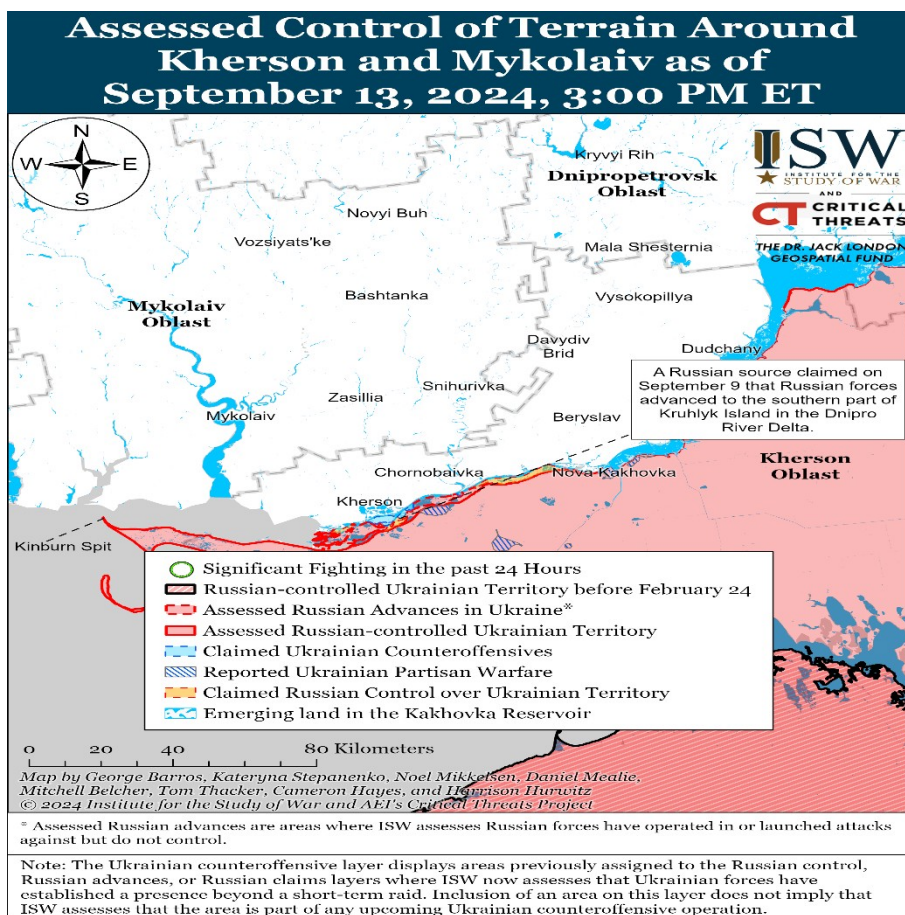 Assessed Control of Terrain Around
Kherson and Mykolaiv as of
September 13, 2024, 3:00 PM ET
N
W E
S
ISW
INSTITUTE FOR THE
STUDY OF WAR
AND
CT CRITICAL
THREATS
THE DR. JACK LONDON
GEOSPATIAL FUND
Kryvyi Rih
Dnipropetrovsk
Oblast
Novyi Buh
Vozsiyats'ke
Mala Shesternia
Bashtanka
Vysokopillya
Mykolaiv
Oblast
Davydiv
Brid
Dudchany
A Russian source claimed on
September 9 that Russian forces
advanced to the southern part of
Kruhlyk Island in the Dnipro
River Delta.
Snihurivka
Zasillia
Mykolaiv
Beryslav
Kherson
Oblast
Chornobaivka
Nova Kakhovka
Kherson
Kinburn Spit
Significant Fighting in the past 24 Hours
Russian-controlled Ukrainian Territory before February 24
Assessed Russian Advances in Ukraine*
Assessed Russian-controlled Ukrainian Territory
Claimed Ukrainian Counteroffensives
Reported Ukrainian Partisan Warfare
Claimed Russian Control over Ukrainian Territory
Emerging land in the Kakhovka Reservoir
0 20 40 80 Kilometers
Map by George Barros, Kateryna Stepanenko, Noel Mikkelsen, Daniel Mealie,
Mitchell Belcher, Tom Thacker, Cameron Hayes, and Harrison Hurwitz
© 2024 Institute for the Study of War and AEI's Critical Threats Project
* Assessed Russian advances are areas where ISW assesses Russian forces have operated in or launched attacks
against but do not control.
Note: The Ukrainian counteroffensive layer displays areas previously assigned to the Russian control,
Russian advances, or Russian claims layers where ISW now assesses that Ukrainian forces have
established a presence beyond a short-term raid. Inclusion of an area on this layer does not imply that
ISW assesses that the area is part of any upcoming Ukrainian counteroffensive operation.